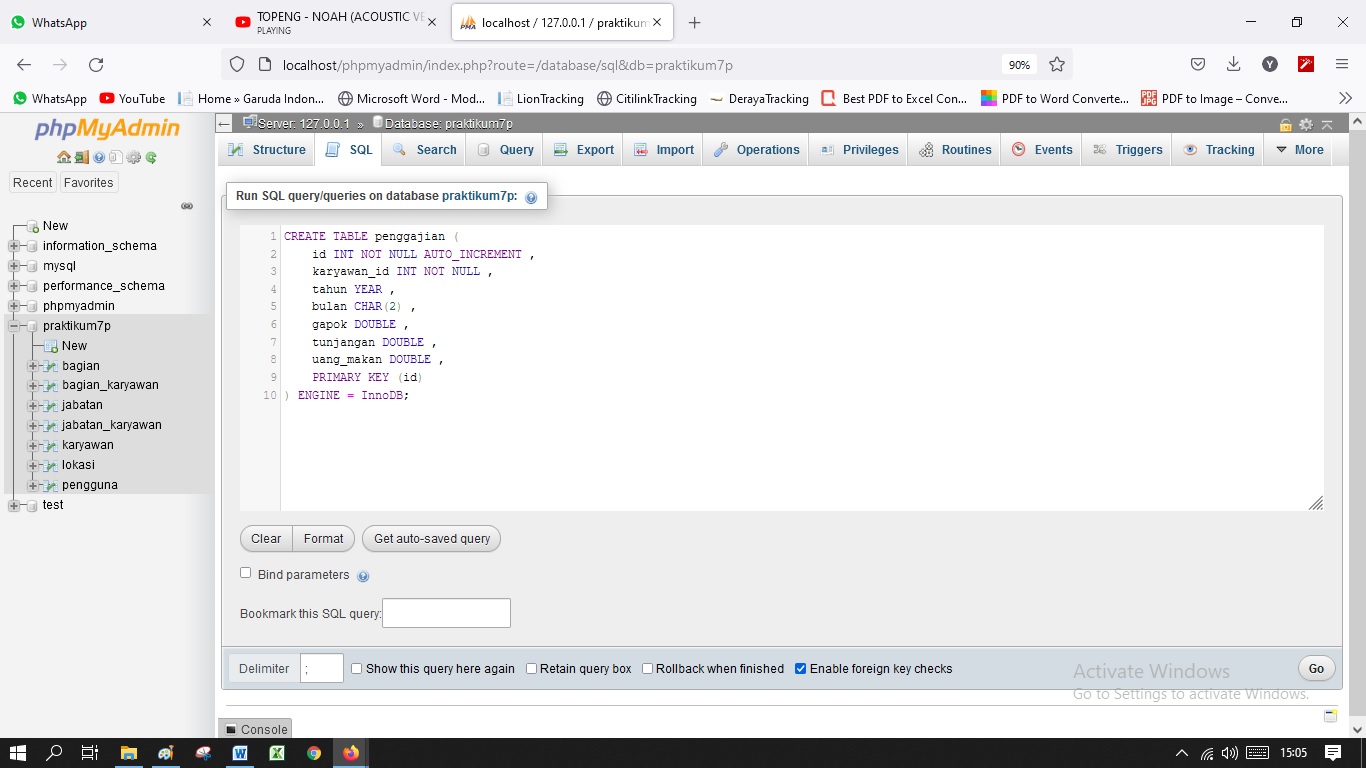 WhatsApp
TOPENG - NOAH (ACOUSTIC VE
PLAYING
localhost / 127.0.0.1 / praktikum
localhost/phpmyadmin/index.php?route=/database/sql&db=praktikum7p
90%
Y
WhatsApp
YouTube
Home » Garuda Indon...
Microsoft Word - Mod...
LionTracking
CitilinkTracking
DerayaTracking
Best PDF to Excel Con...
PDF to Word Converte...
PDF to Image – Conve...
phpMyAdmin
Server: 127.0.0.1 » Database: praktikum7p
Structure
SQL
Search
Query
Export
Import
Operations
Privileges
Routines
Events
Triggers
Tracking
More
Recent
Favorites
New
information_schema
mysql
performance_schema
phpmyadmin
praktikum7p
New
bagian
bagian_karyawan
jabatan
jabatan_karyawan
karyawan
lokasi
pengguna
test
Run SQL query/queries on database praktikum7p:
1 CREATE TABLE penggajian (
2 id INT NOT NULL AUTO_INCREMENT ,
3 karyawan_id INT NOT NULL ,
4 tahun YEAR ,
5 bulan CHAR(2) ,
6 gapok DOUBLE ,
7 tunjangan DOUBLE ,
8 uang_makan DOUBLE ,
9 PRIMARY KEY (id)
10 ) ENGINE = InnoDB;
Clear
Format
Get auto-saved query
Bind parameters
Bookmark this SQL query:
Delimiter ;
Show this query here again
Retain query box
Rollback when finished
Enable foreign key checks
Go
Activate Windows
Go to Settings to activate Windows.
Console
15:05